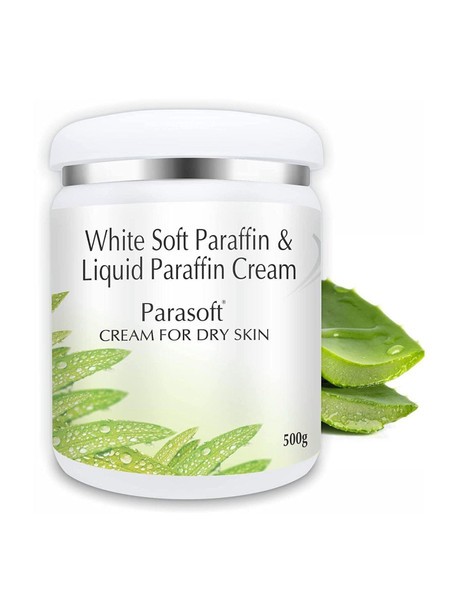 White Soft Paraffin &
Liquid Paraffin Cream
Parasoft®
CREAM FOR DRY SKIN
500g